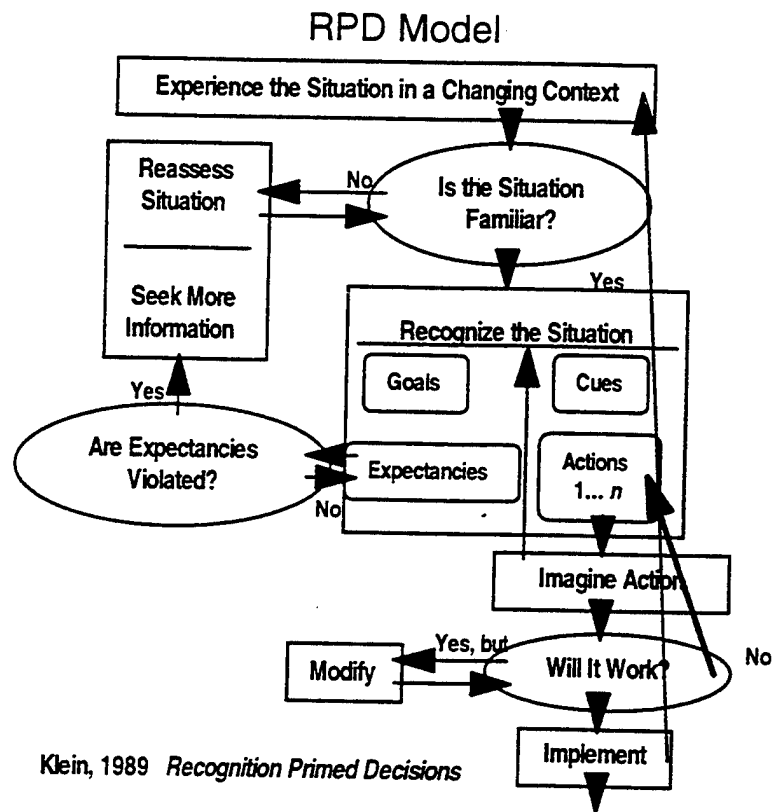 RPD Model
Experience the Situation in a Changing Context
Reassess
Situation
No
Is the Situation
Familiar?
Seek More
Information
Yes
Recognize the Situation
Goals
Cues
Yes
Are Expectancies
Violated?
Expectancies
Actions
1... n
No
Imagine Action
Yes, but
Modify
Will It Work?
No
Implement
Klein, 1989 Recognition Primed Decisions